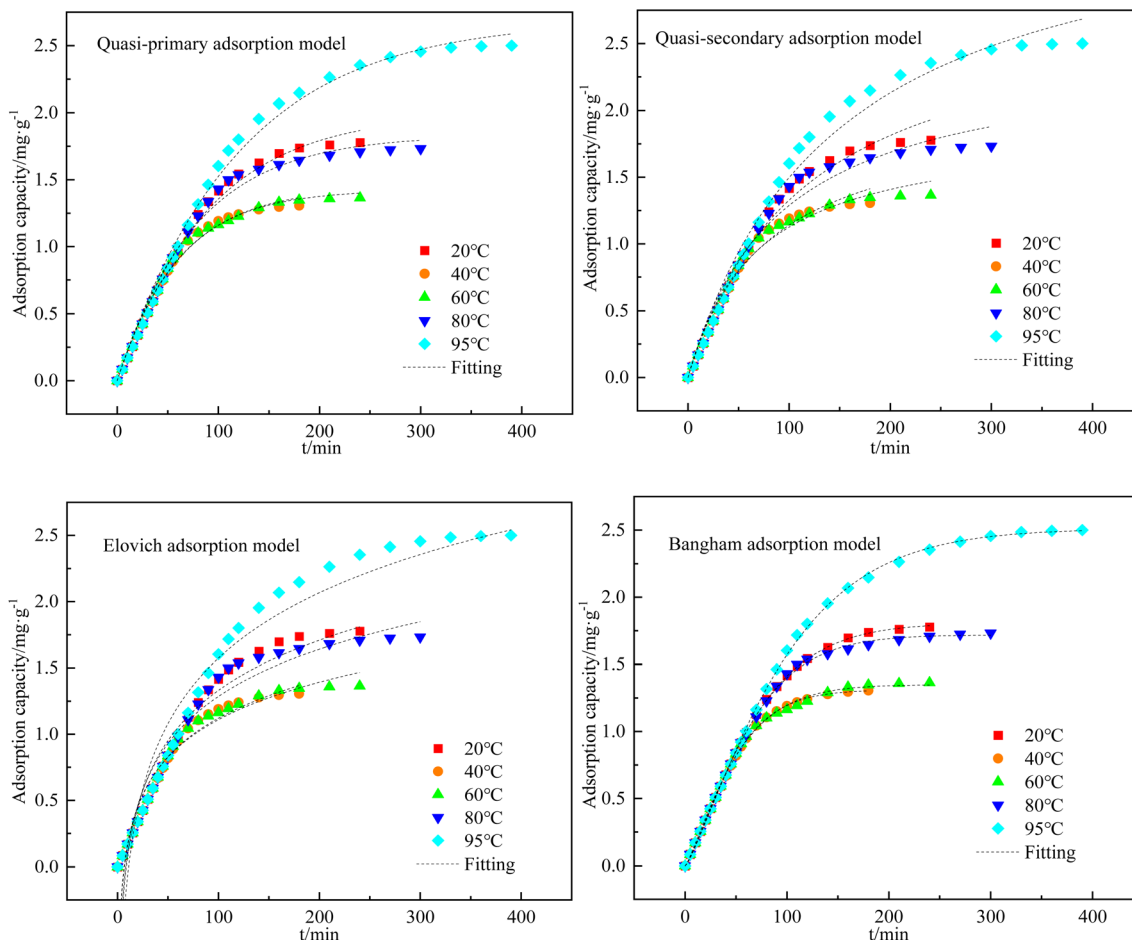 Quasi-primary adsorption model
Adsorption capacity/mg·g⁻¹
2.5
2.0
1.5
1.0
0.5
0.0
20°C
40°C
60°C
80°C
95°C
Fitting
0 100 200 300 400
t/min
Quasi-secondary adsorption model
Adsorption capacity/mg·g⁻¹
2.5
2.0
1.5
1.0
0.5
0.0
20°C
40°C
60°C
80°C
95°C
Fitting
0 100 200 300 400
t/min
Elovich adsorption model
Adsorption capacity/mg·g⁻¹
2.5
2.0
1.5
1.0
0.5
0.0
20°C
40°C
60°C
80°C
95°C
Fitting
0 100 200 300 400
t/min
Bangham adsorption model
Adsorption capacity/mg·g⁻¹
2.5
2.0
1.5
1.0
0.5
0.0
20°C
40°C
60°C
80°C
95°C
Fitting
0 100 200 300 400
t/min